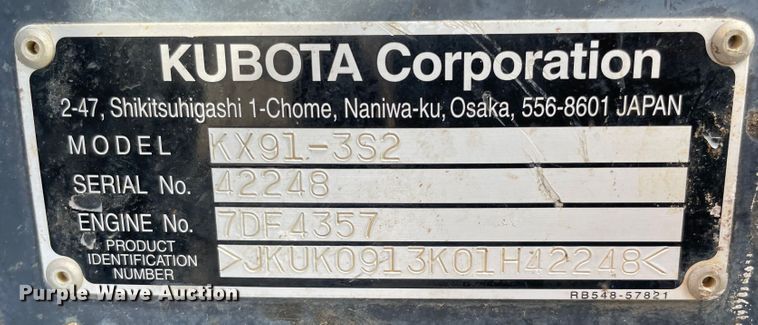 KUBOTA Corporation
2-47, Shikitsuhigashi 1-Chome, Naniwa-ku, Osaka, 556-8601 JAPAN
MODEL KX91-3S2
SERIAL No. 42248
ENGINE No. 7DF4357
PRODUCT
IDENTIFICATION
NUMBER >JKUK0913K01H42248<
RB548-57821
Purple Wave Auction